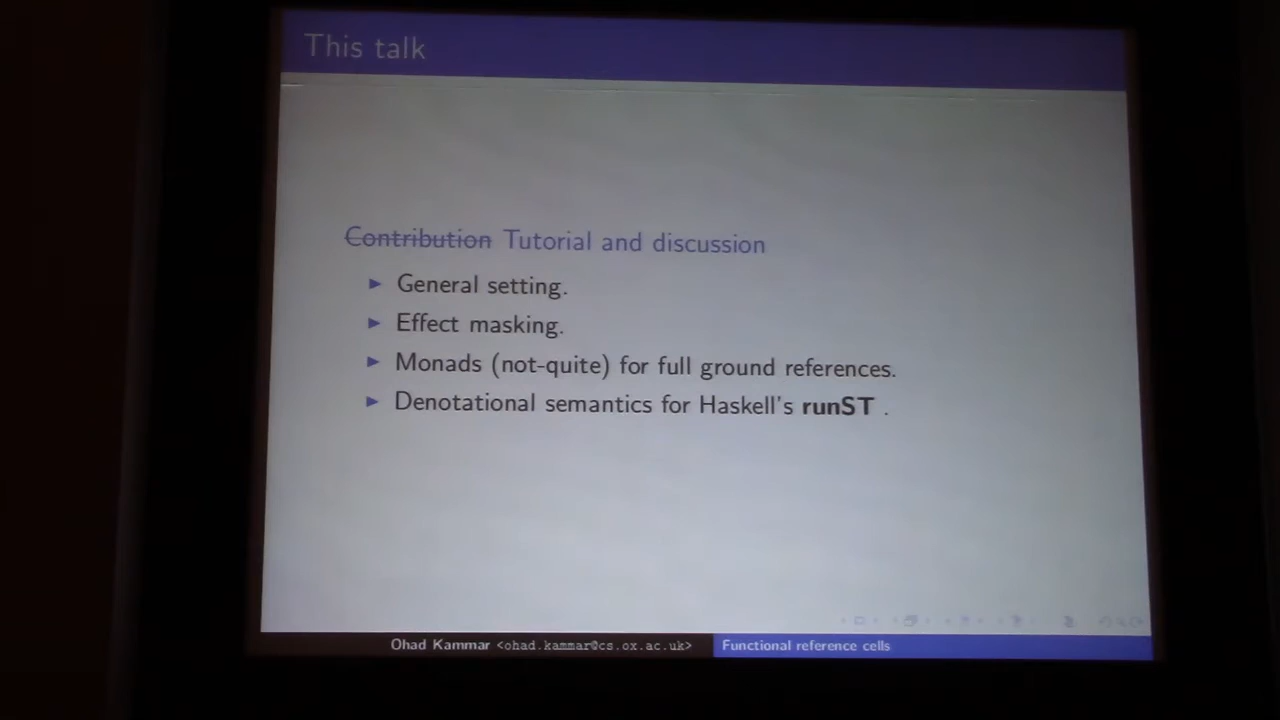 This talk
Contribution Tutorial and discussion
► General setting.
► Effect masking.
► Monads (not-quite) for full ground references.
► Denotational semantics for Haskell's runST .
Ohad Kammar <ohad.kammar@cs.ox.ac.uk> Functional reference cells